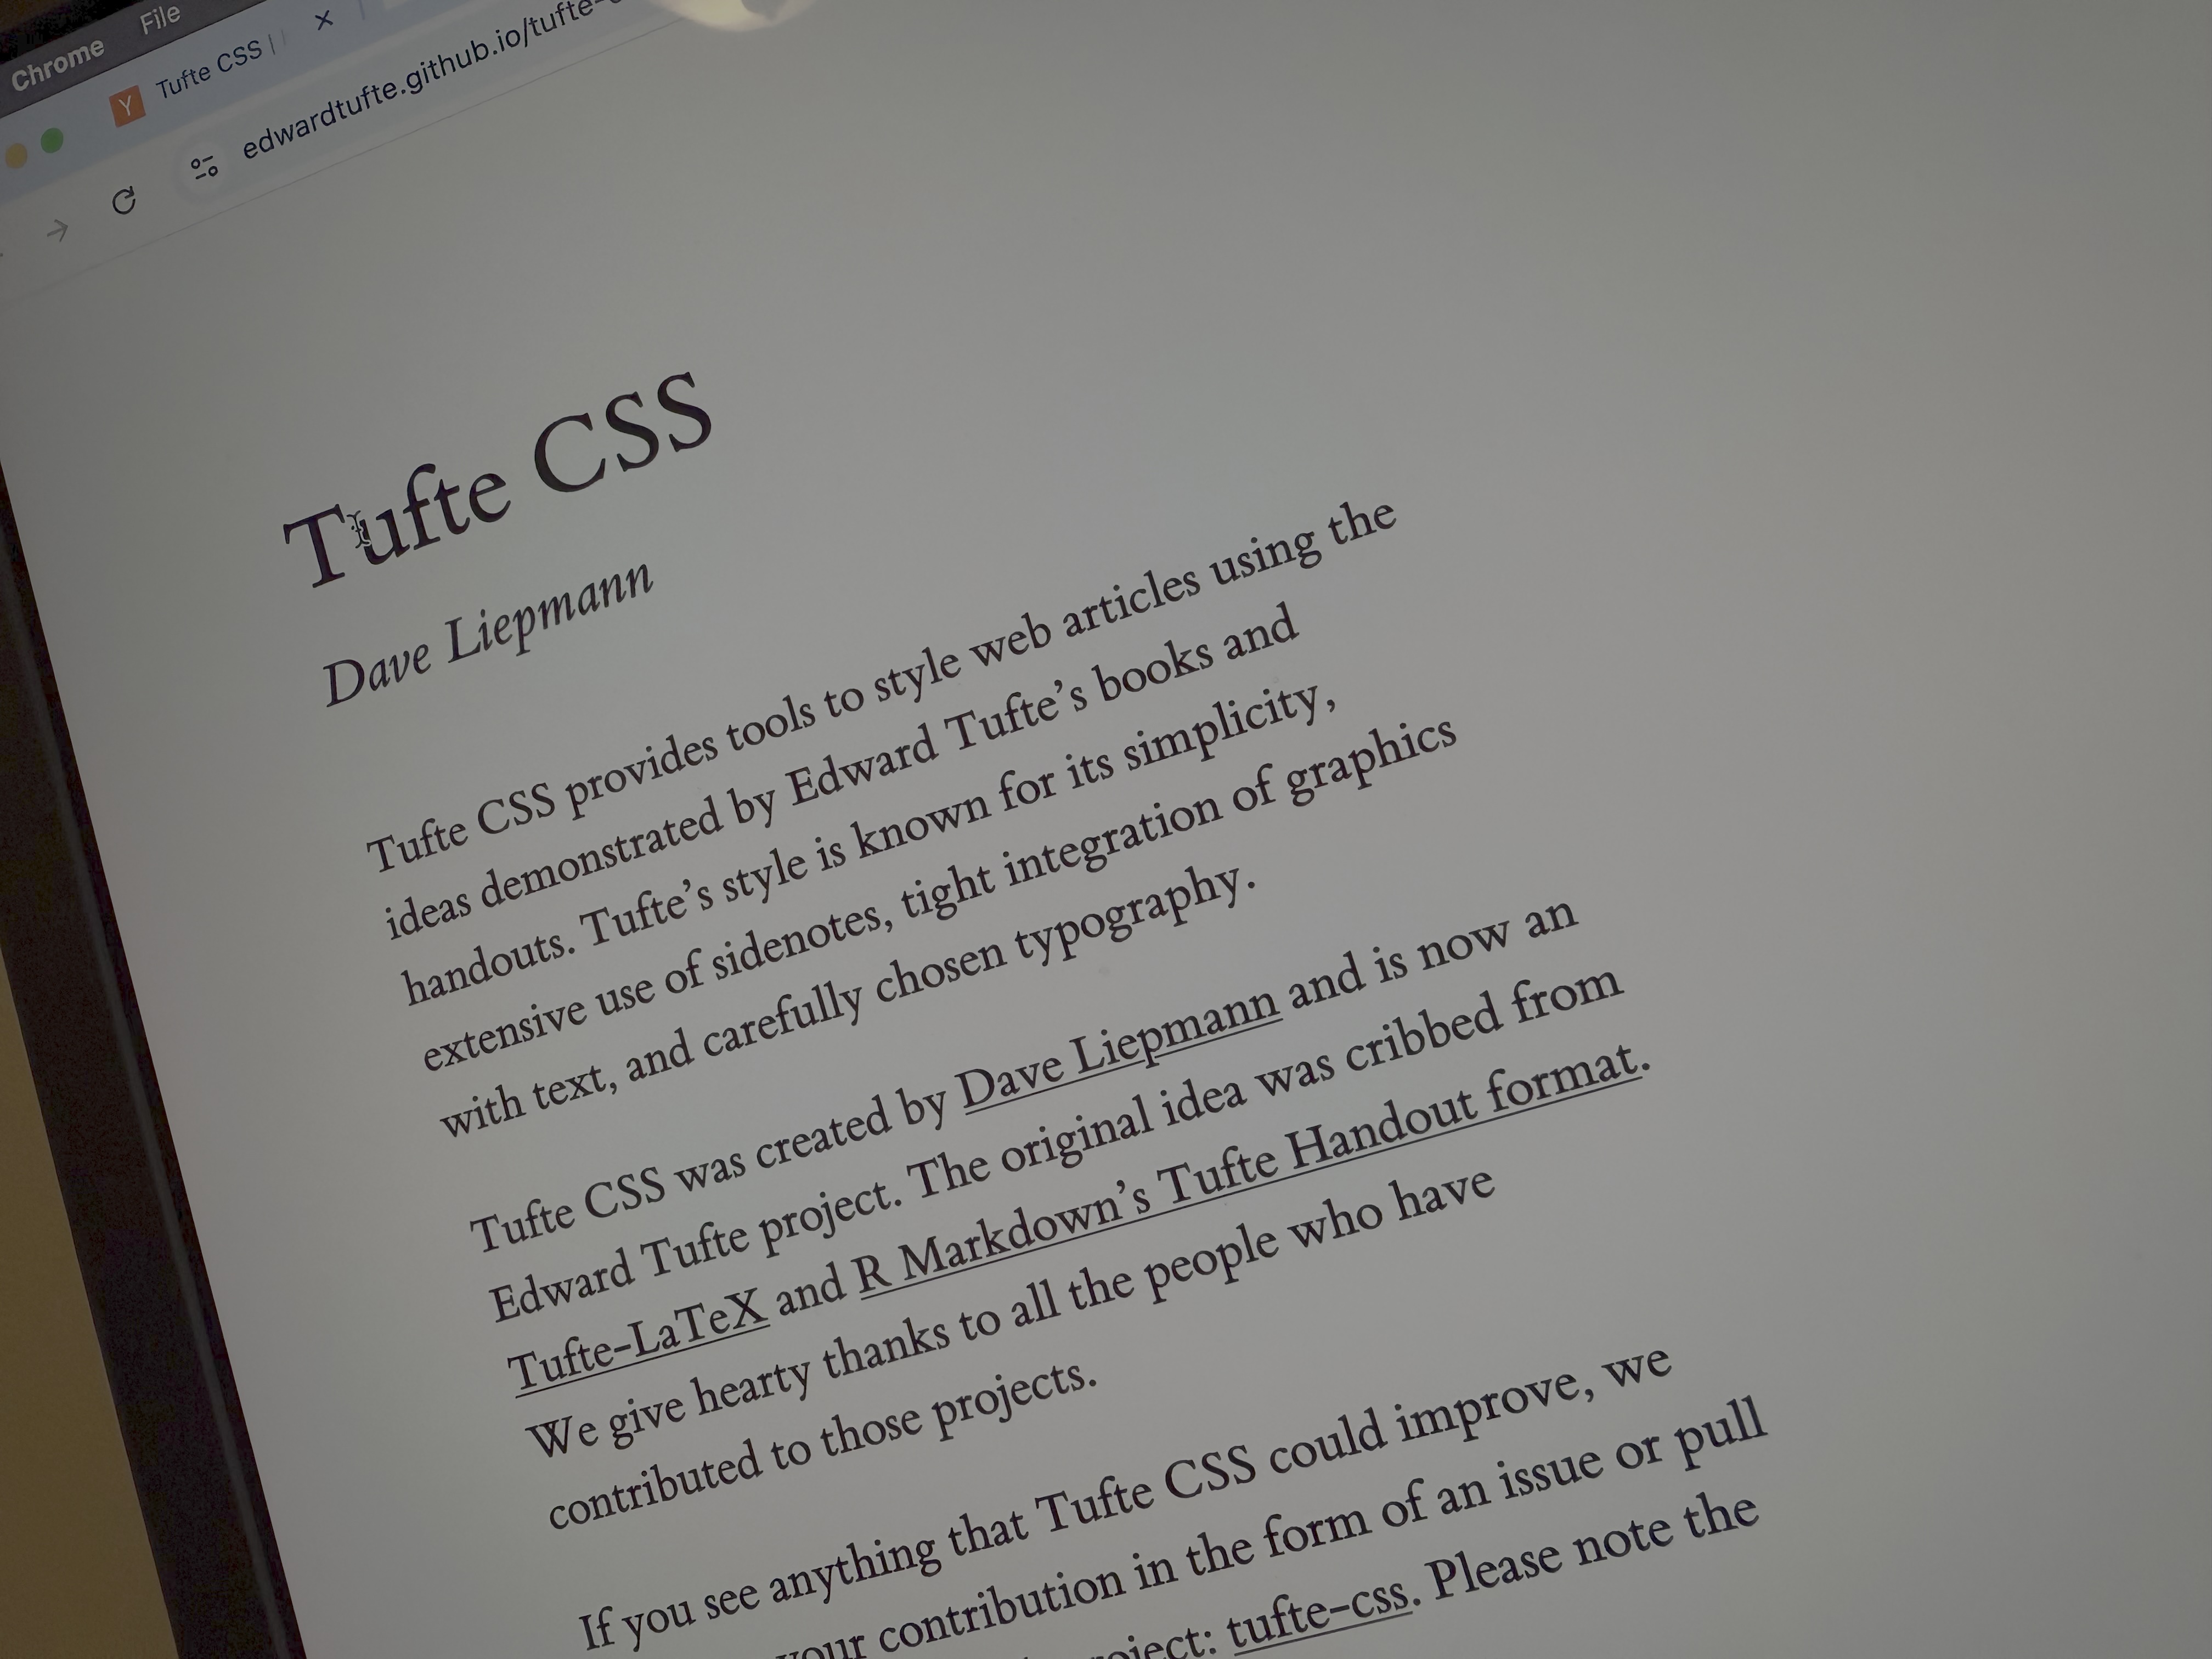 Chrome File
Tufte CSS |
edwardtufte.github.io/tufte-
Tufte CSS
Dave Liepmann
Tufte CSS provides tools to style web articles using the
ideas demonstrated by Edward Tufte’s books and
handouts. Tufte’s style is known for its simplicity,
extensive use of sidenotes, tight integration of graphics
with text, and carefully chosen typography.
Tufte CSS was created by Dave Liepmann and is now an
Edward Tufte project. The original idea was cribbed from
Tufte-LaTeX and R Markdown’s Tufte Handout format.
We give hearty thanks to all the people who have
contributed to those projects.
If you see anything that Tufte CSS could improve, we
your contribution in the form of an issue or pull
tufte-css. Please note the